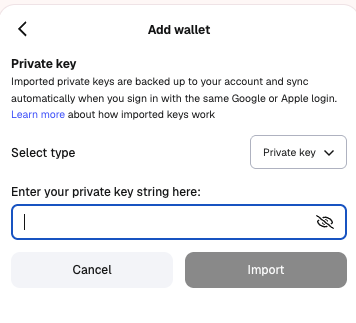 Add wallet
Private key
Imported private keys are backed up to your account and sync
automatically when you sign in with the same Google or Apple login.
Learn more about how imported keys work
Select type
Private key
Enter your private key string here:
Cancel
Import